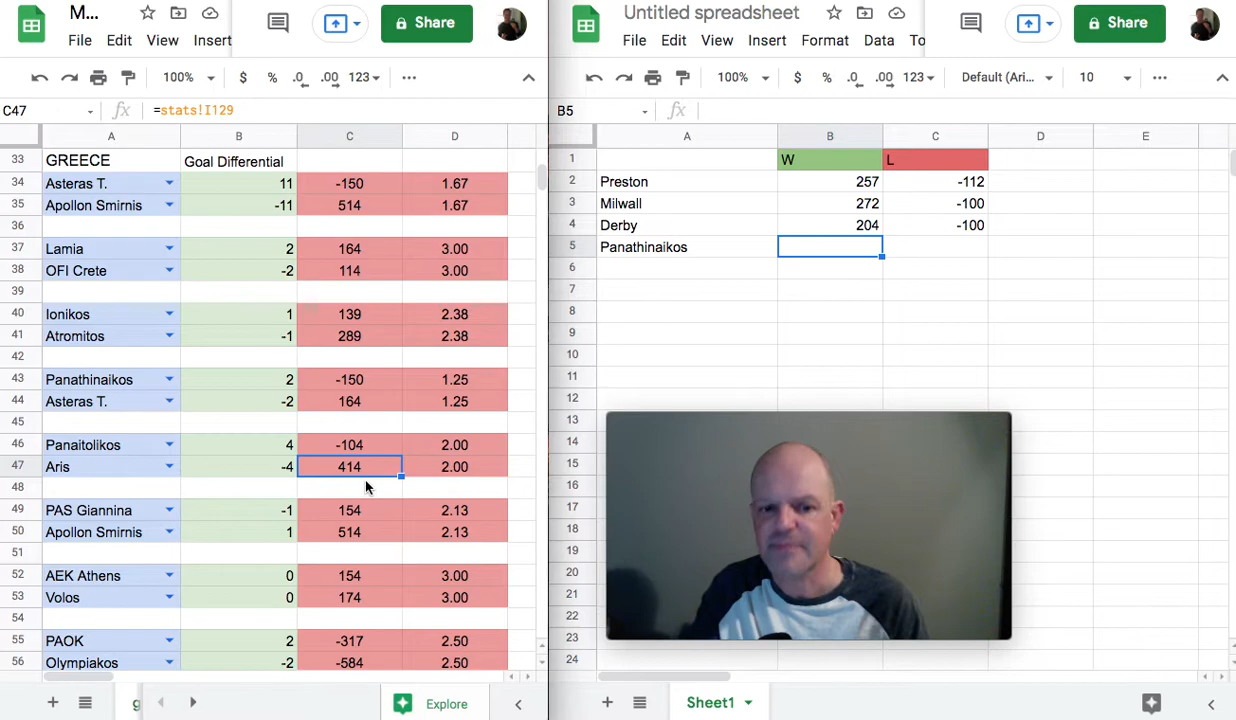 M...
Share
File Edit View Insert
100% $ % .0 .00 123
C47 fx =stats!I129
A B C D
33 GREECE Goal Differential
34 Asteras T. 11 -150 1.67
35 Apollon Smirnis -11 514 1.67
36
37 Lamia 2 164 3.00
38 OFI Crete -2 114 3.00
39
40 Ionikos 1 139 2.38
41 Atromitos -1 289 2.38
42
43 Panathinaikos 2 -150 1.25
44 Asteras T. -2 164 1.25
45
46 Panaitolikos 4 -104 2.00
47 Aris -4 414 2.00
48
49 PAS Giannina -1 154 2.13
50 Apollon Smirnis 1 514 2.13
51
52 AEK Athens 0 154 3.00
53 Volos 0 174 3.00
54
55 PAOK 2 -317 2.50
56 Olympiakos -2 -584 2.50
g
Explore
Untitled spreadsheet
Share
File Edit View Insert Format Data To
100% $ % .0 .00 123 Default (Ari... 10
B5 fx
A B C D E
1 W L
2 Preston 257 -112
3 Milwall 272 -100
4 Derby 204 -100
5 Panathinaikos
6
7
8
9
10
11
12
13
14
15
16
17
18
19
20
21
22
23
24
Sheet1